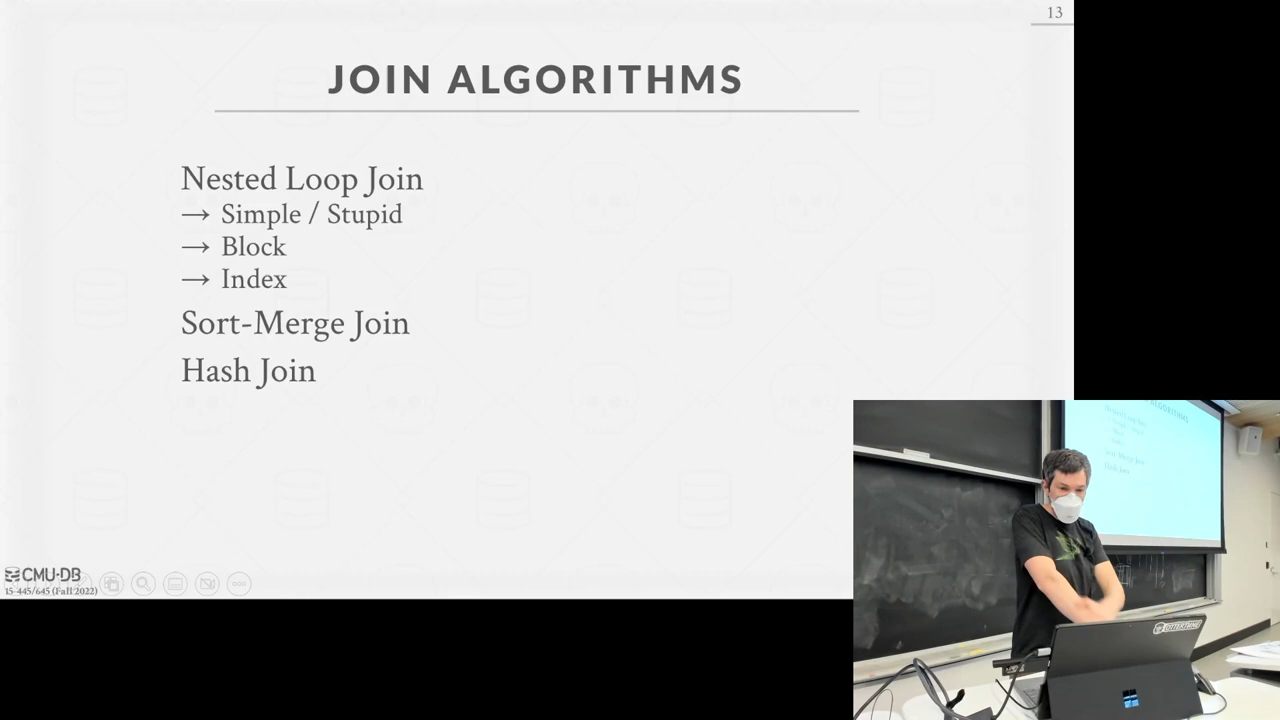 13
JOIN ALGORITHMS
Nested Loop Join
→ Simple / Stupid
→ Block
→ Index
Sort-Merge Join
Hash Join
CMU·DB
15-445/645 (Fall 2022)